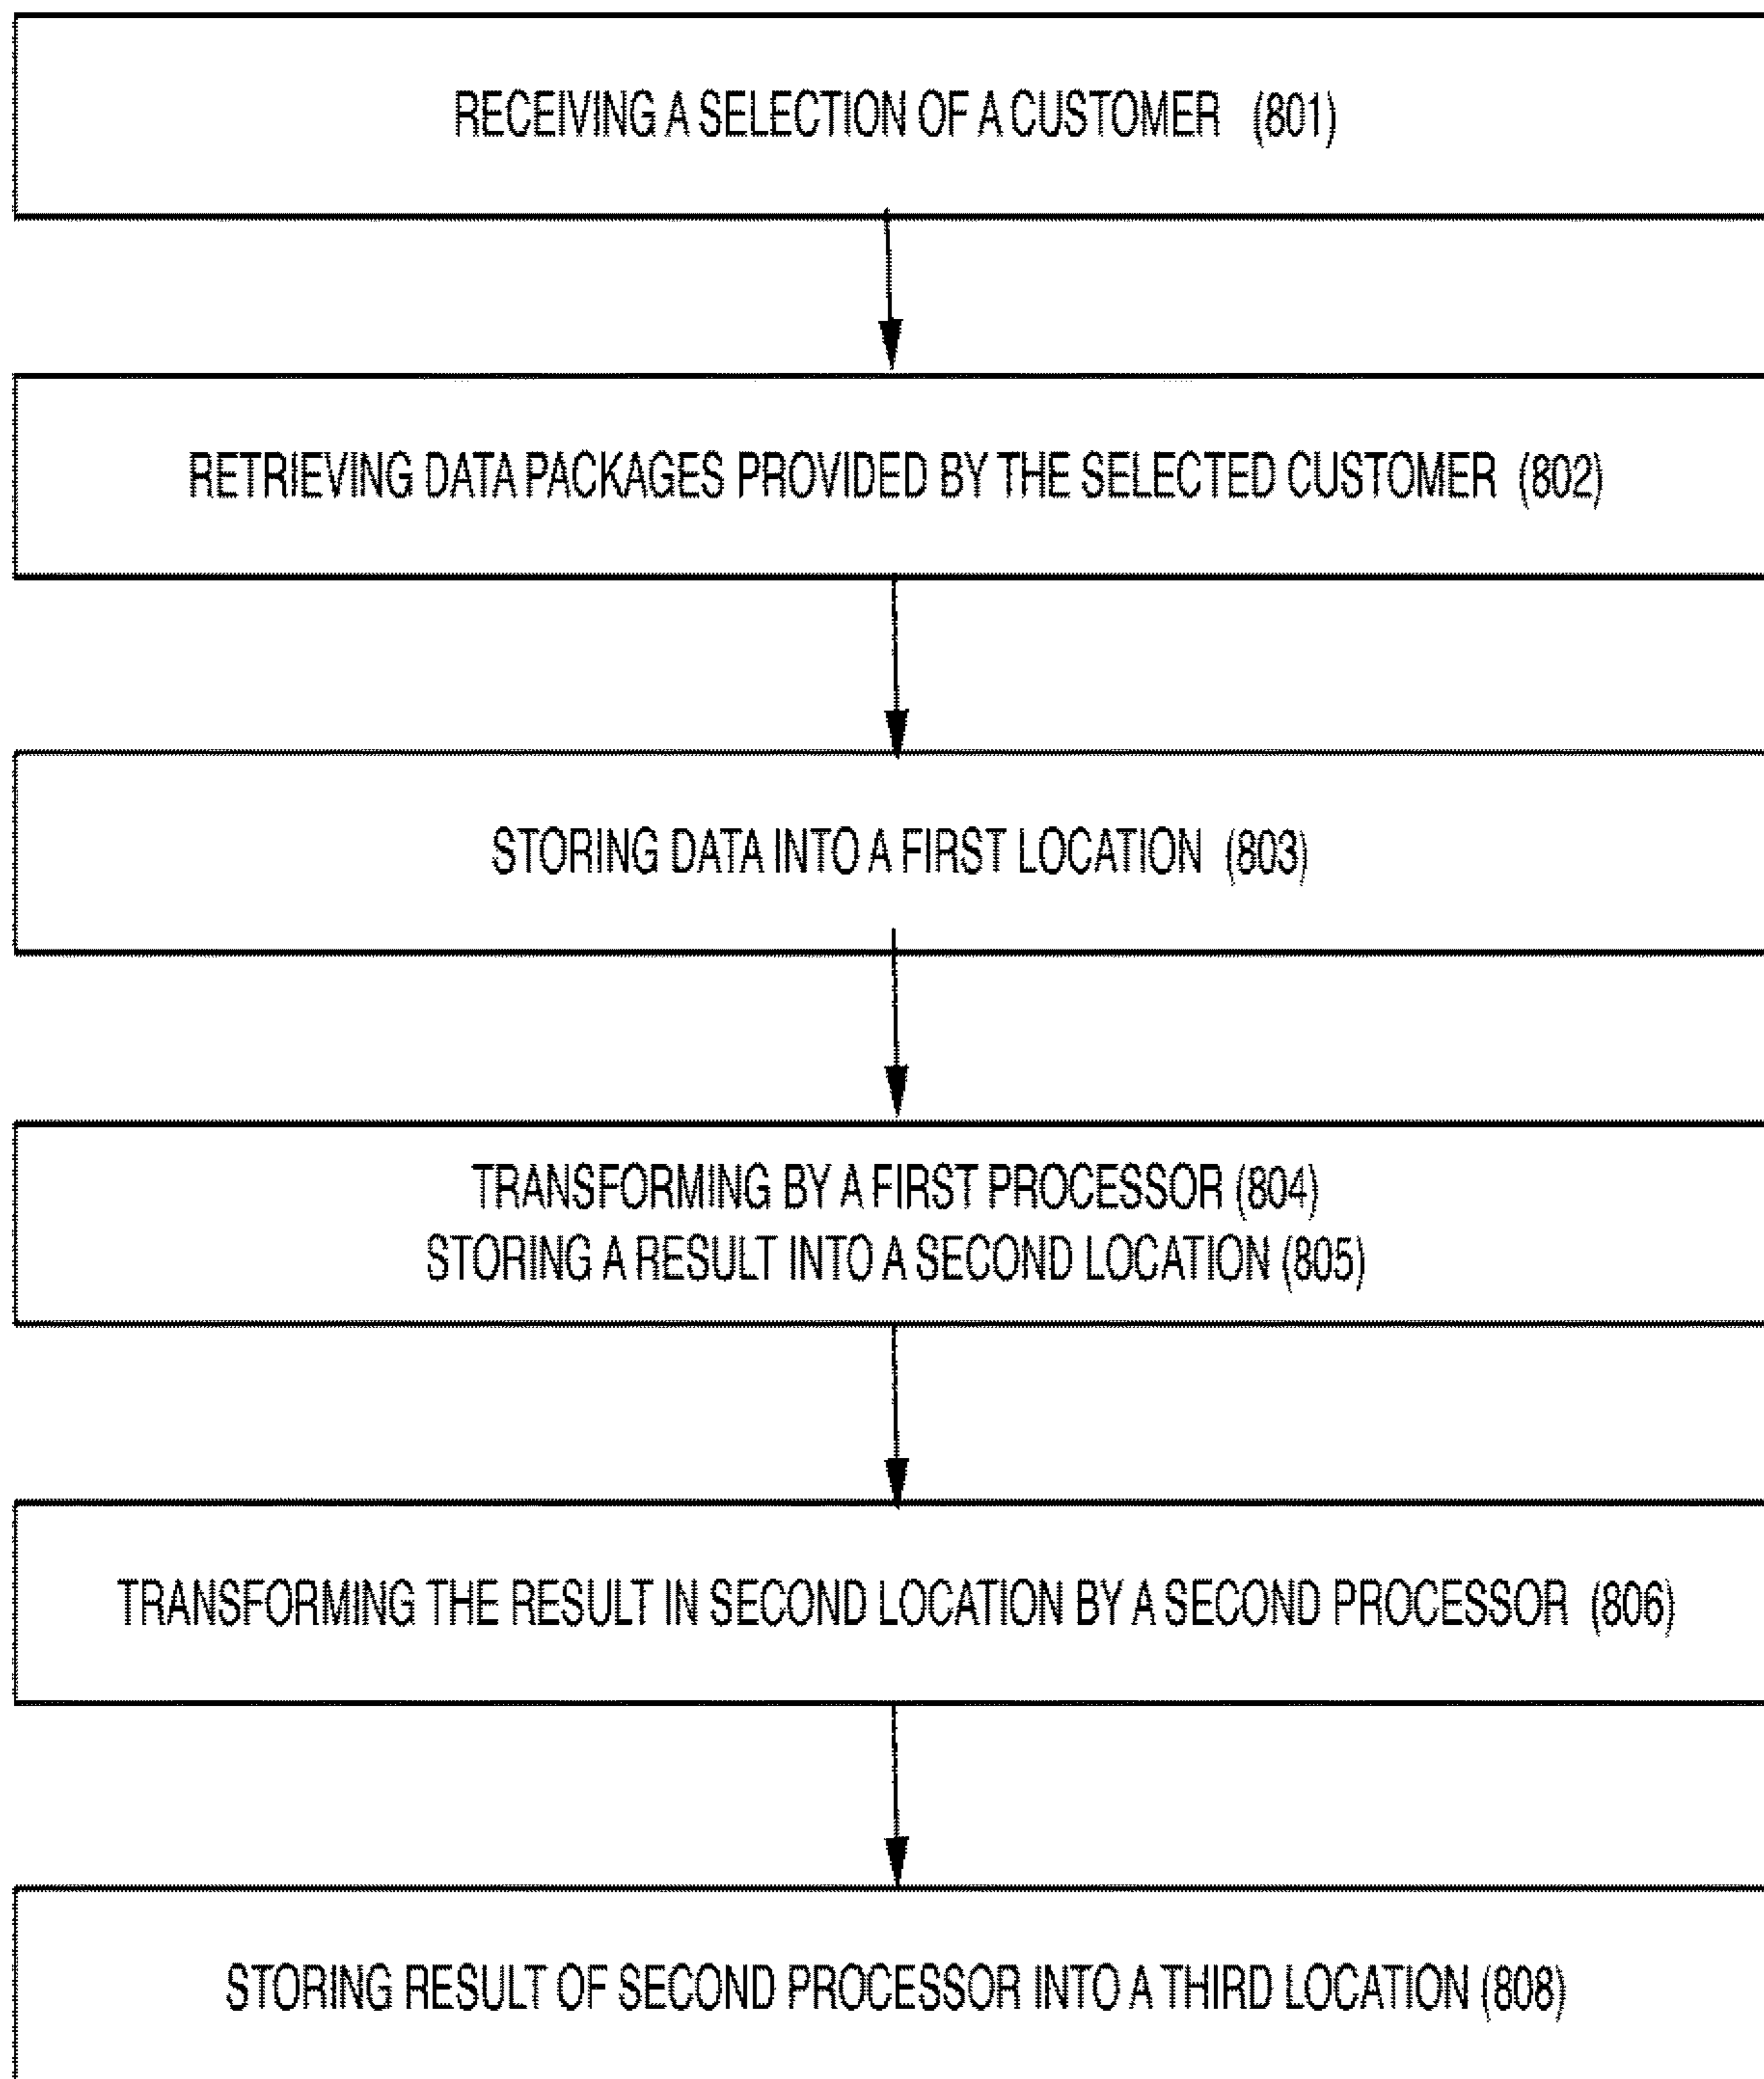 RECEIVING A SELECTION OF A CUSTOMER (801)
RETRIEVING DATA PACKAGES PROVIDED BY THE SELECTED CUSTOMER (802)
STORING DATA INTO A FIRST LOCATION (803)
TRANSFORMING BY A FIRST PROCESSOR (804)
STORING A RESULT INTO A SECOND LOCATION (805)
TRANSFORMING THE RESULT IN SECOND LOCATION BY A SECOND PROCESSOR (806)
STORING RESULT OF SECOND PROCESSOR INTO A THIRD LOCATION (808)